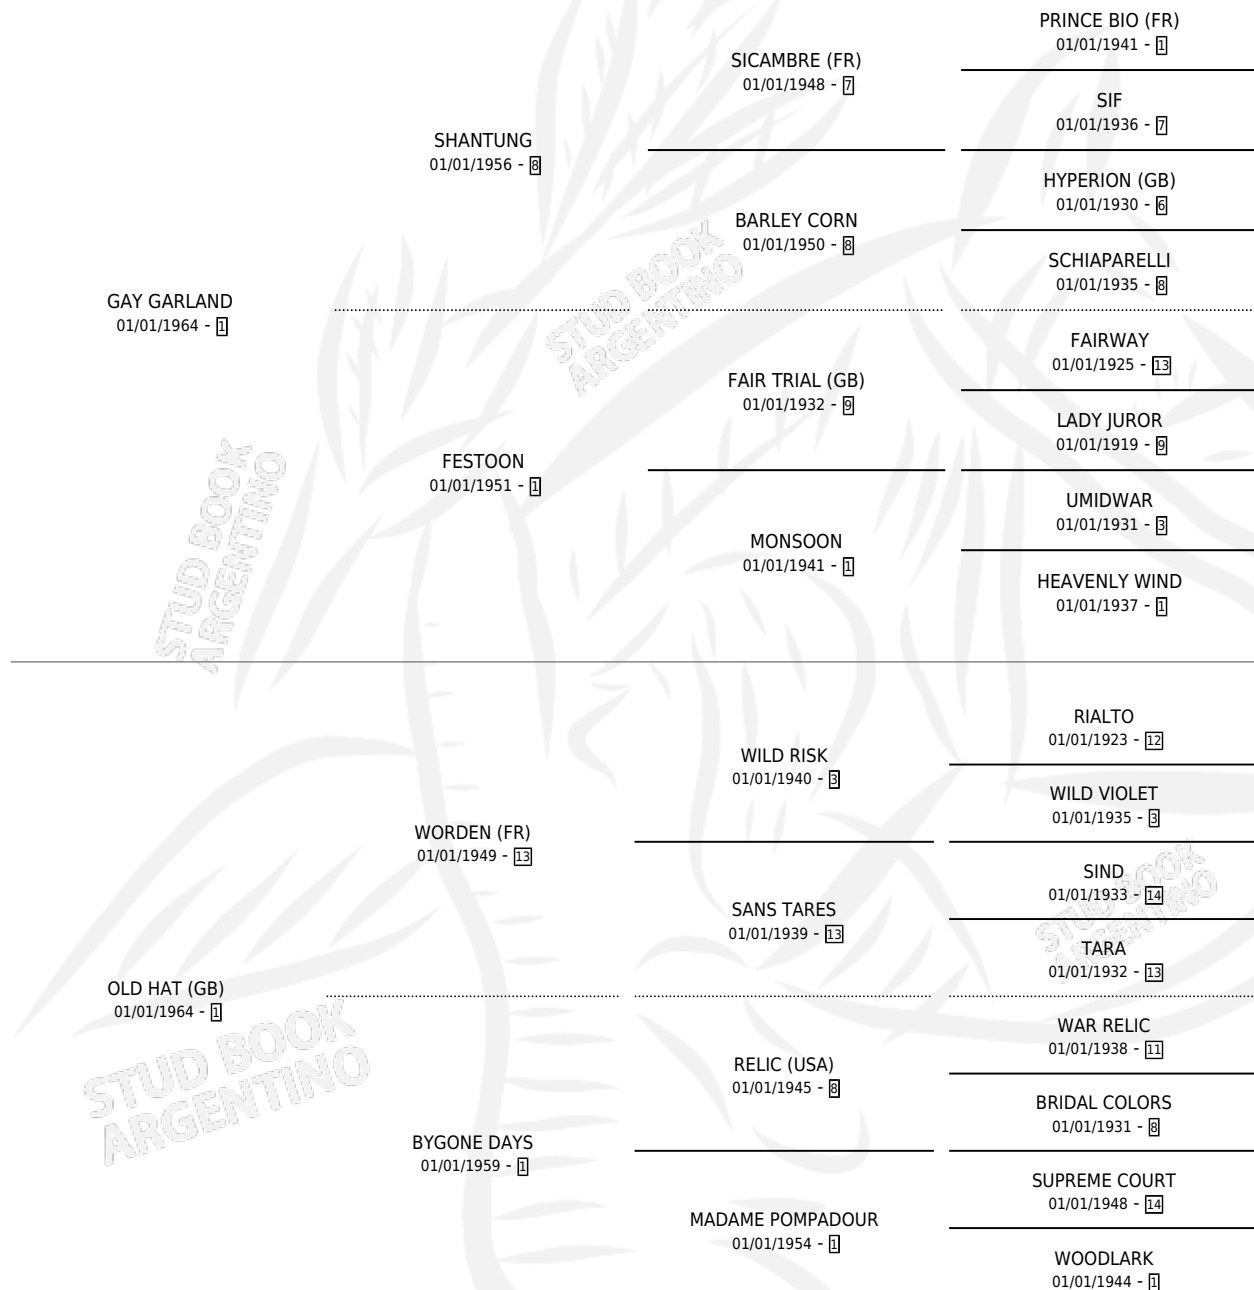 PRINCE BIO (FR)
01/01/1941 - 1
SICAMBRE (FR)
01/01/1948 - 7
SIF
01/01/1936 - 7
SHANTUNG
01/01/1956 - 8
HYPERION (GB)
01/01/1930 - 6
BARLEY CORN
01/01/1950 - 8
SCHIAPARELLI
01/01/1935 - 8
GAY GARLAND
01/01/1964 - 1
FAIRWAY
01/01/1925 - 13
FAIR TRIAL (GB)
01/01/1932 - 9
LADY JUROR
01/01/1919 - 9
FESTOON
01/01/1951 - 1
UMIDWAR
01/01/1931 - 3
MONSOON
01/01/1941 - 1
HEAVENLY WIND
01/01/1937 - 1
RIALTO
01/01/1923 - 12
WILD RISK
01/01/1940 - 3
WILD VIOLET
01/01/1935 - 3
WORDEN (FR)
01/01/1949 - 13
SIND
01/01/1933 - 14
SANS TARES
01/01/1939 - 13
TARA
01/01/1932 - 13
OLD HAT (GB)
01/01/1964 - 1
WAR RELIC
01/01/1938 - 11
RELIC (USA)
01/01/1945 - 8
BRIDAL COLORS
01/01/1931 - 8
BYGONE DAYS
01/01/1959 - 1
SUPREME COURT
01/01/1948 - 14
MADAME POMPADOUR
01/01/1954 - 1
WOODLARK
01/01/1944 - 1
STUD BOOK
ARGENTINO
STUD BOOK
ARGENTINO
STUD BOOK
ARGENTINO
STUD BOOK
ARGENTINO